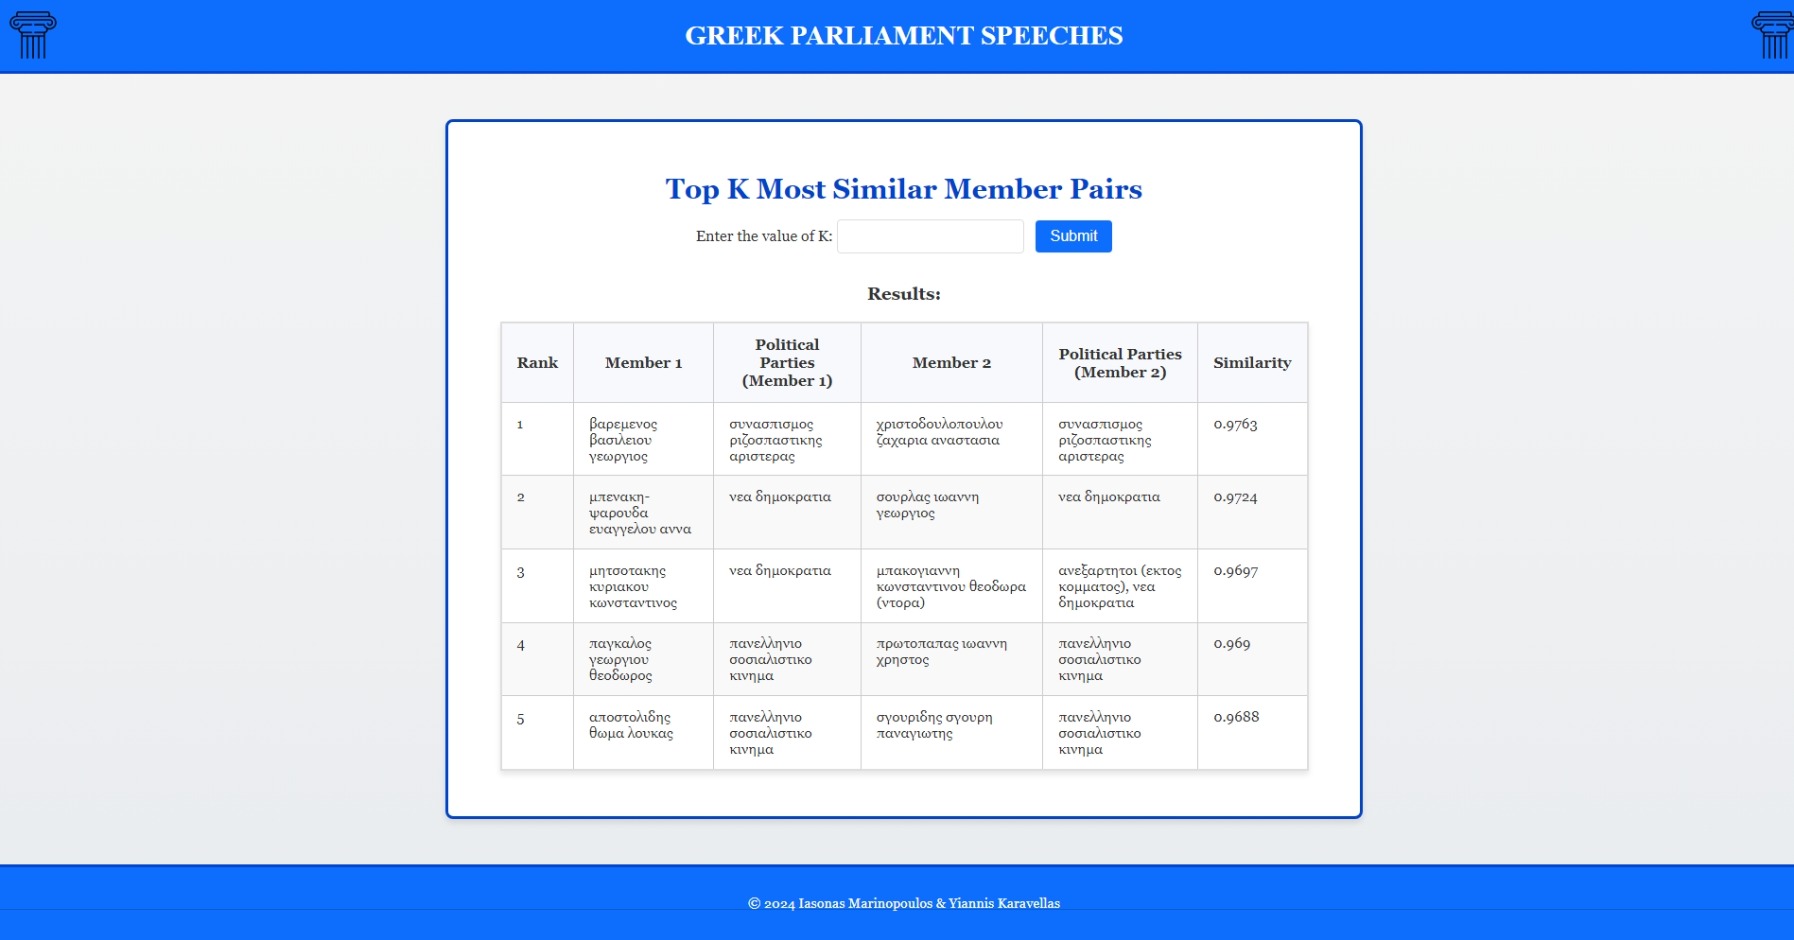 GREEK PARLIAMENT SPEECHES
Top K Most Similar Member Pairs
Enter the value of K:
Submit
Results:
Rank
Member 1
Political
Parties
(Member 1)
Member 2
Political Parties
(Member 2)
Similarity
1
βαρεμενος
βασιλειου
γεωργιος
συνασπισμος
ριζοσπαστικης
αριστερας
χριστοδουλοπουλου
ζαχαρια αναστασια
συνασπισμος
ριζοσπαστικης
αριστερας
0.9763
2
μπενακη-
ψαρουδα
ευαγγελου αννα
νεα δημοκρατια
σουρλας ιωαννη
γεωργιος
νεα δημοκρατια
0.9724
3
μητσοτακης
κυριακου
κωνσταντινος
νεα δημοκρατια
μπακογιαννη
κωνσταντινου θεοδωρα
(ντορα)
ανεξαρτητοι (εκτος
κομματος), νεα
δημοκρατια
0.9697
4
παγκαλος
γεωργιου
θεοδωρος
πανελληνιο
σοσιαλιστικο
κινημα
πρωτοπαπας ιωαννη
χρηστος
πανελληνιο
σοσιαλιστικο
κινημα
0.969
5
αποστολιδης
θωμα λουκας
πανελληνιο
σοσιαλιστικο
κινημα
σγουριδης σγουρη
παναγιωτης
πανελληνιο
σοσιαλιστικο
κινημα
0.9688
© 2024 Iasonas Marinopoulos & Yiannis Karavellas